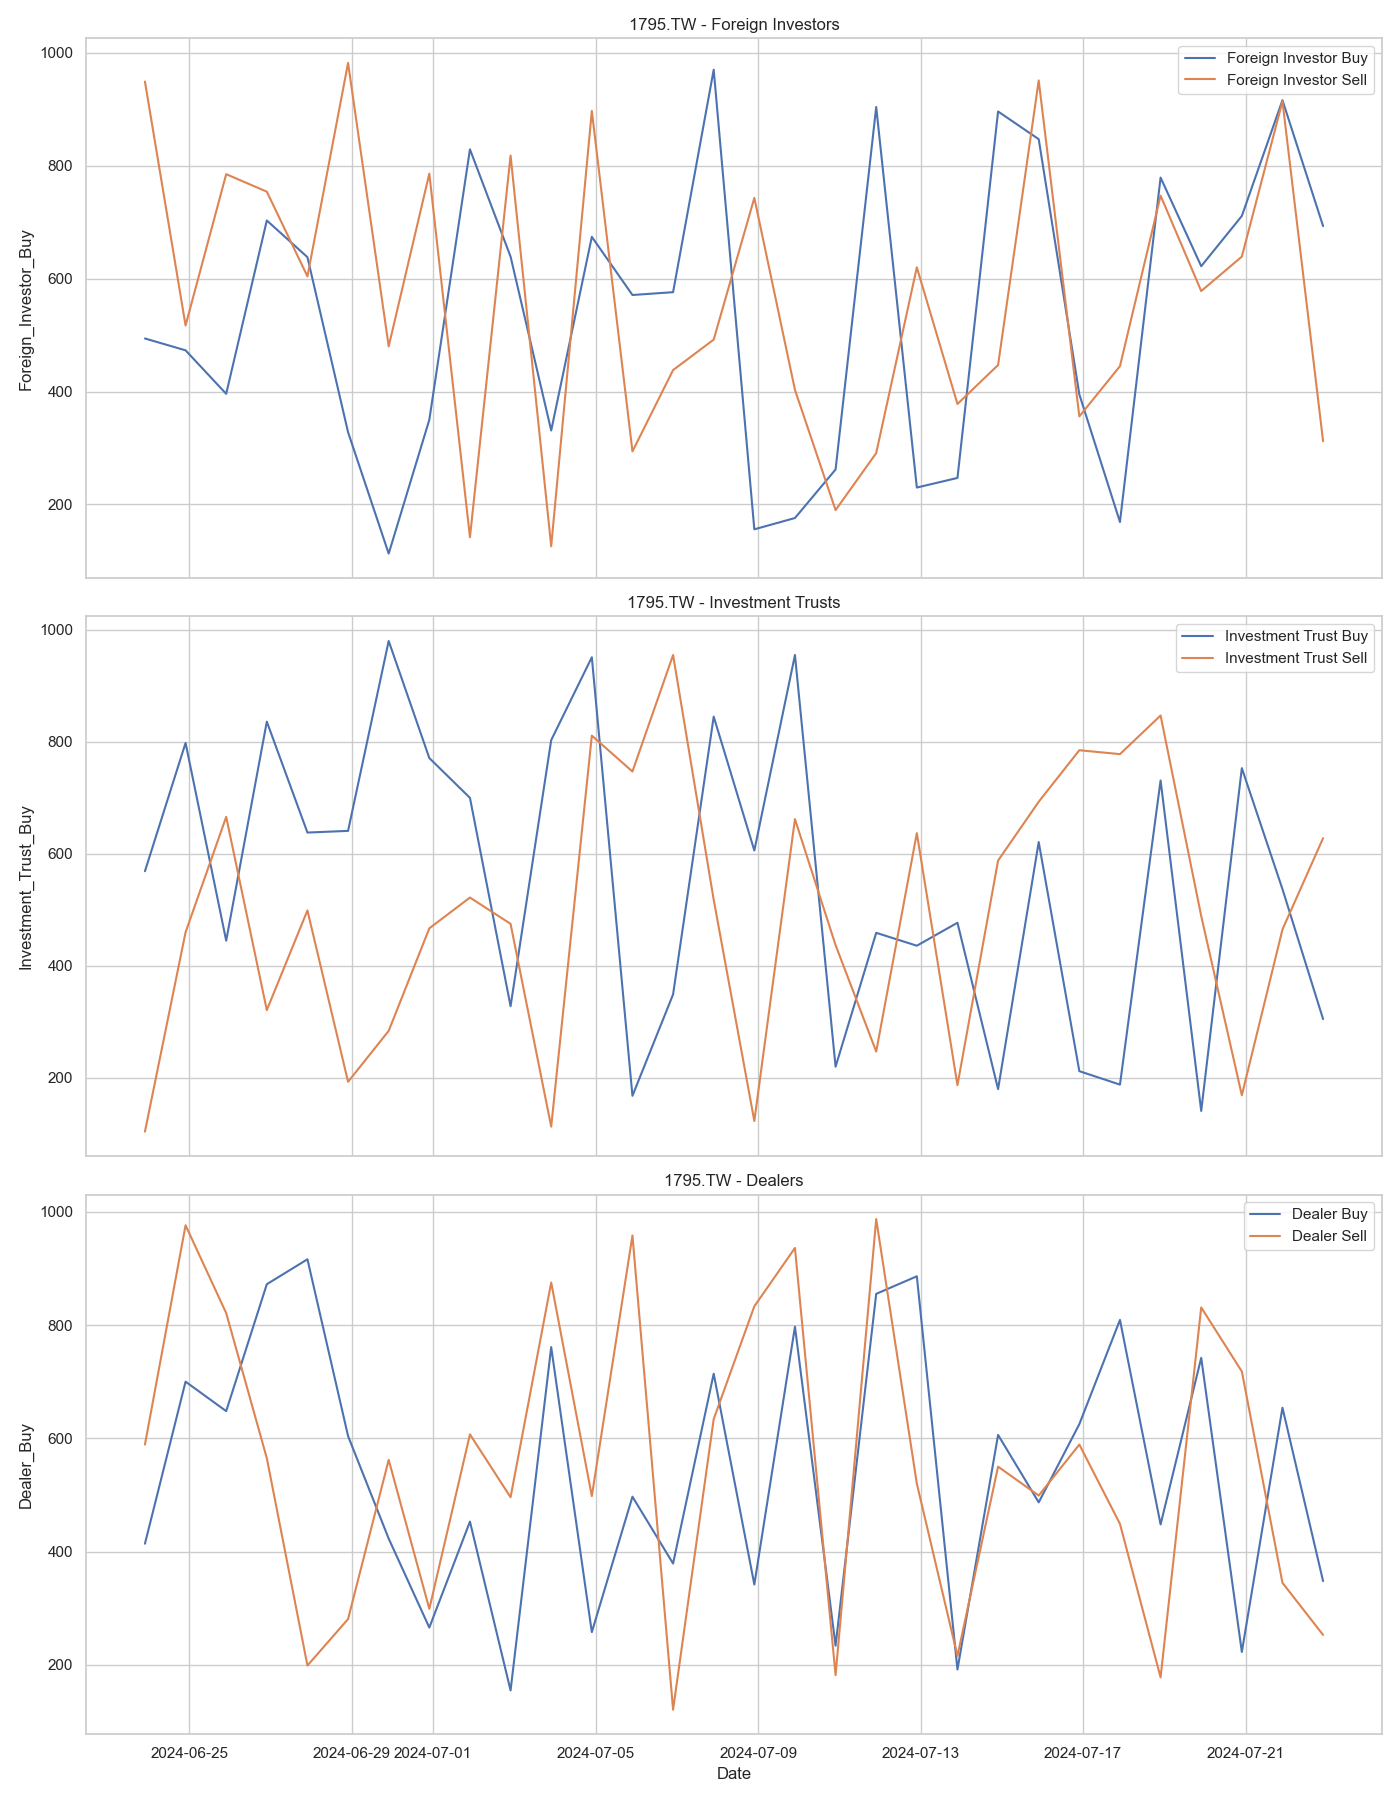 1795.TW - Foreign Investors
Foreign Investor Buy
Foreign Investor Sell
1000
800
600
400
200
Foreign_Investor_Buy
1795.TW - Investment Trusts
Investment Trust Buy
Investment Trust Sell
1000
800
600
400
200
Investment_Trust_Buy
1795.TW - Dealers
Dealer Buy
Dealer Sell
1000
800
600
400
200
Dealer_Buy
2024-06-25 2024-06-29 2024-07-01 2024-07-05 2024-07-09 2024-07-13 2024-07-17 2024-07-21
Date